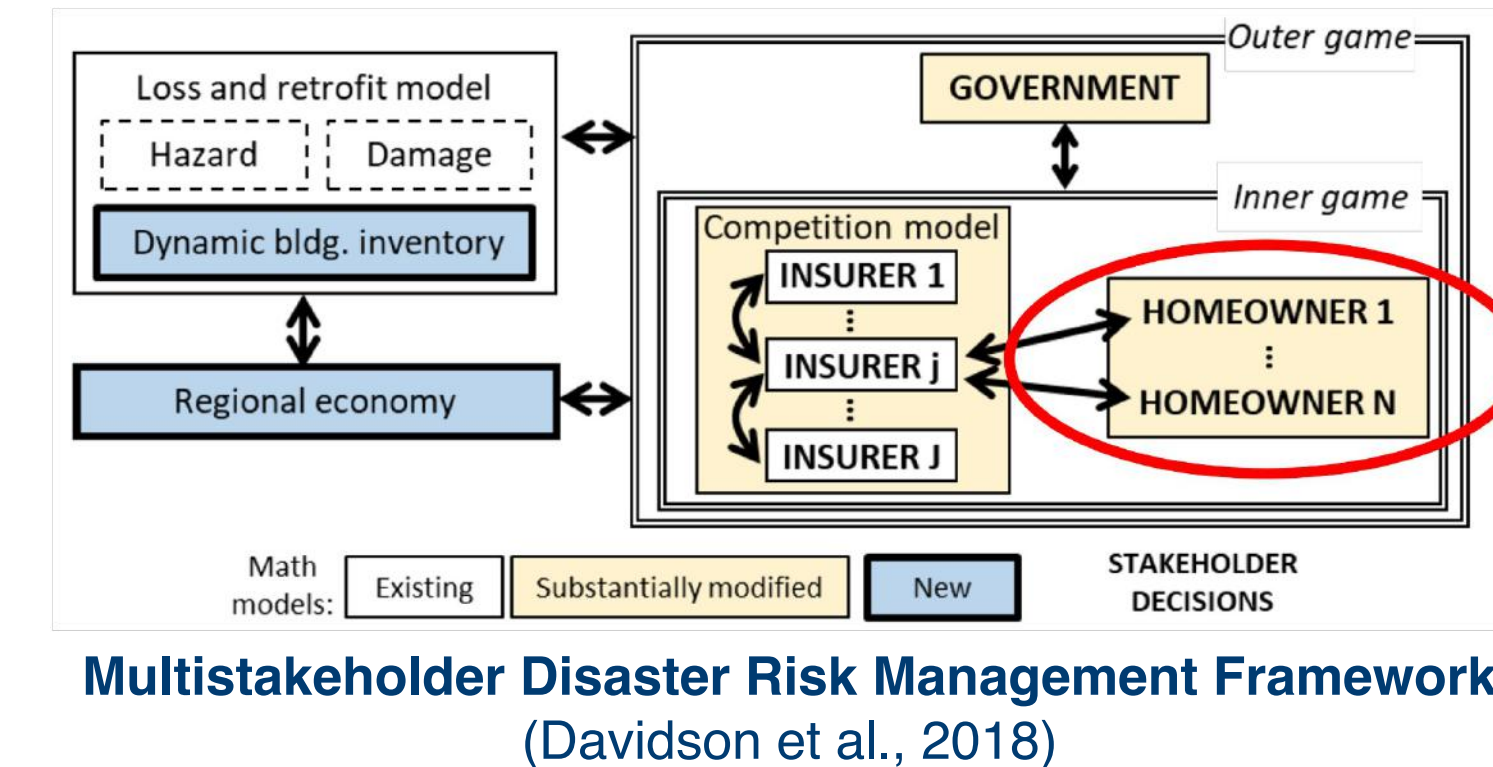 Outer game
Loss and retrofit model
GOVERNMENT
Hazard
Damage
Inner game
Competition model
Dynamic bldg. inventory
INSURER 1
⋮
HOMEOWNER 1
⋮
INSURER j
⋮
HOMEOWNER N
Regional economy
INSURER J
Math
models:
Existing
Substantially modified
New
STAKEHOLDER
DECISIONS
Multistakeholder Disaster Risk Management Framework
(Davidson et al., 2018)